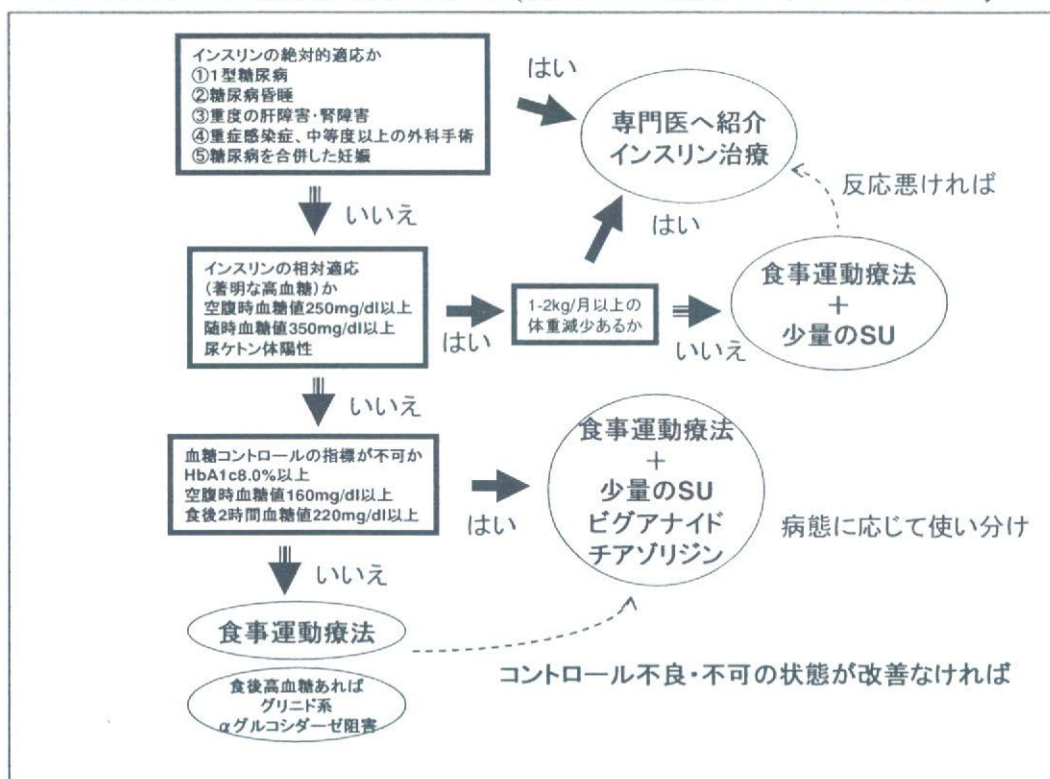 インスリンの絶対的適応か
①1型糖尿病
②糖尿病昏睡
③重度の肝障害・腎障害
④重症感染症、中等度以上の外科手術
⑤糖尿病を合併した妊娠
はい
専門医へ紹介
インスリン治療
反応悪ければ
いいえ
はい
インスリンの相対適応
(著明な高血糖)か
空腹時血糖値250mg/dl以上
随時血糖値350mg/dl以上
尿ケトン体陽性
はい
1-2kg/月以上の
体重減少あるか
いいえ
食事運動療法
+
少量のSU
いいえ
血糖コントロールの指標が不可か
HbA1c8.0%以上
空腹時血糖値160mg/dl以上
食後2時間血糖値220mg/dl以上
はい
食事運動療法
+
少量のSU
ビグアナイド
チアゾリジン
病態に応じて使い分け
いいえ
食事運動療法
コントロール不良・不可の状態が改善なければ
食後高血糖あれば
グリニド系
αグルコシダーゼ阻害